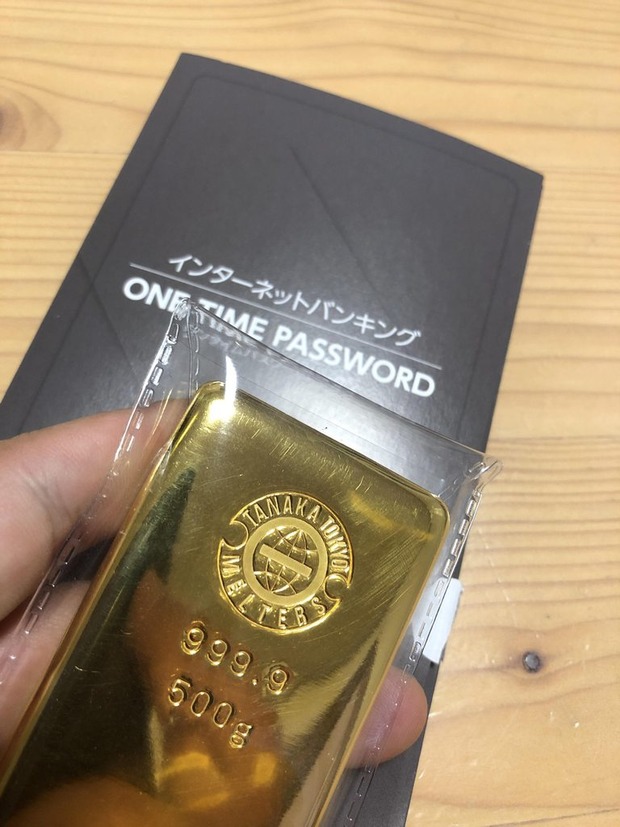 インターネットバンキング
ONE TIME PASSWORD
TANAKA TOKYO
MELTERS
999.9
500g